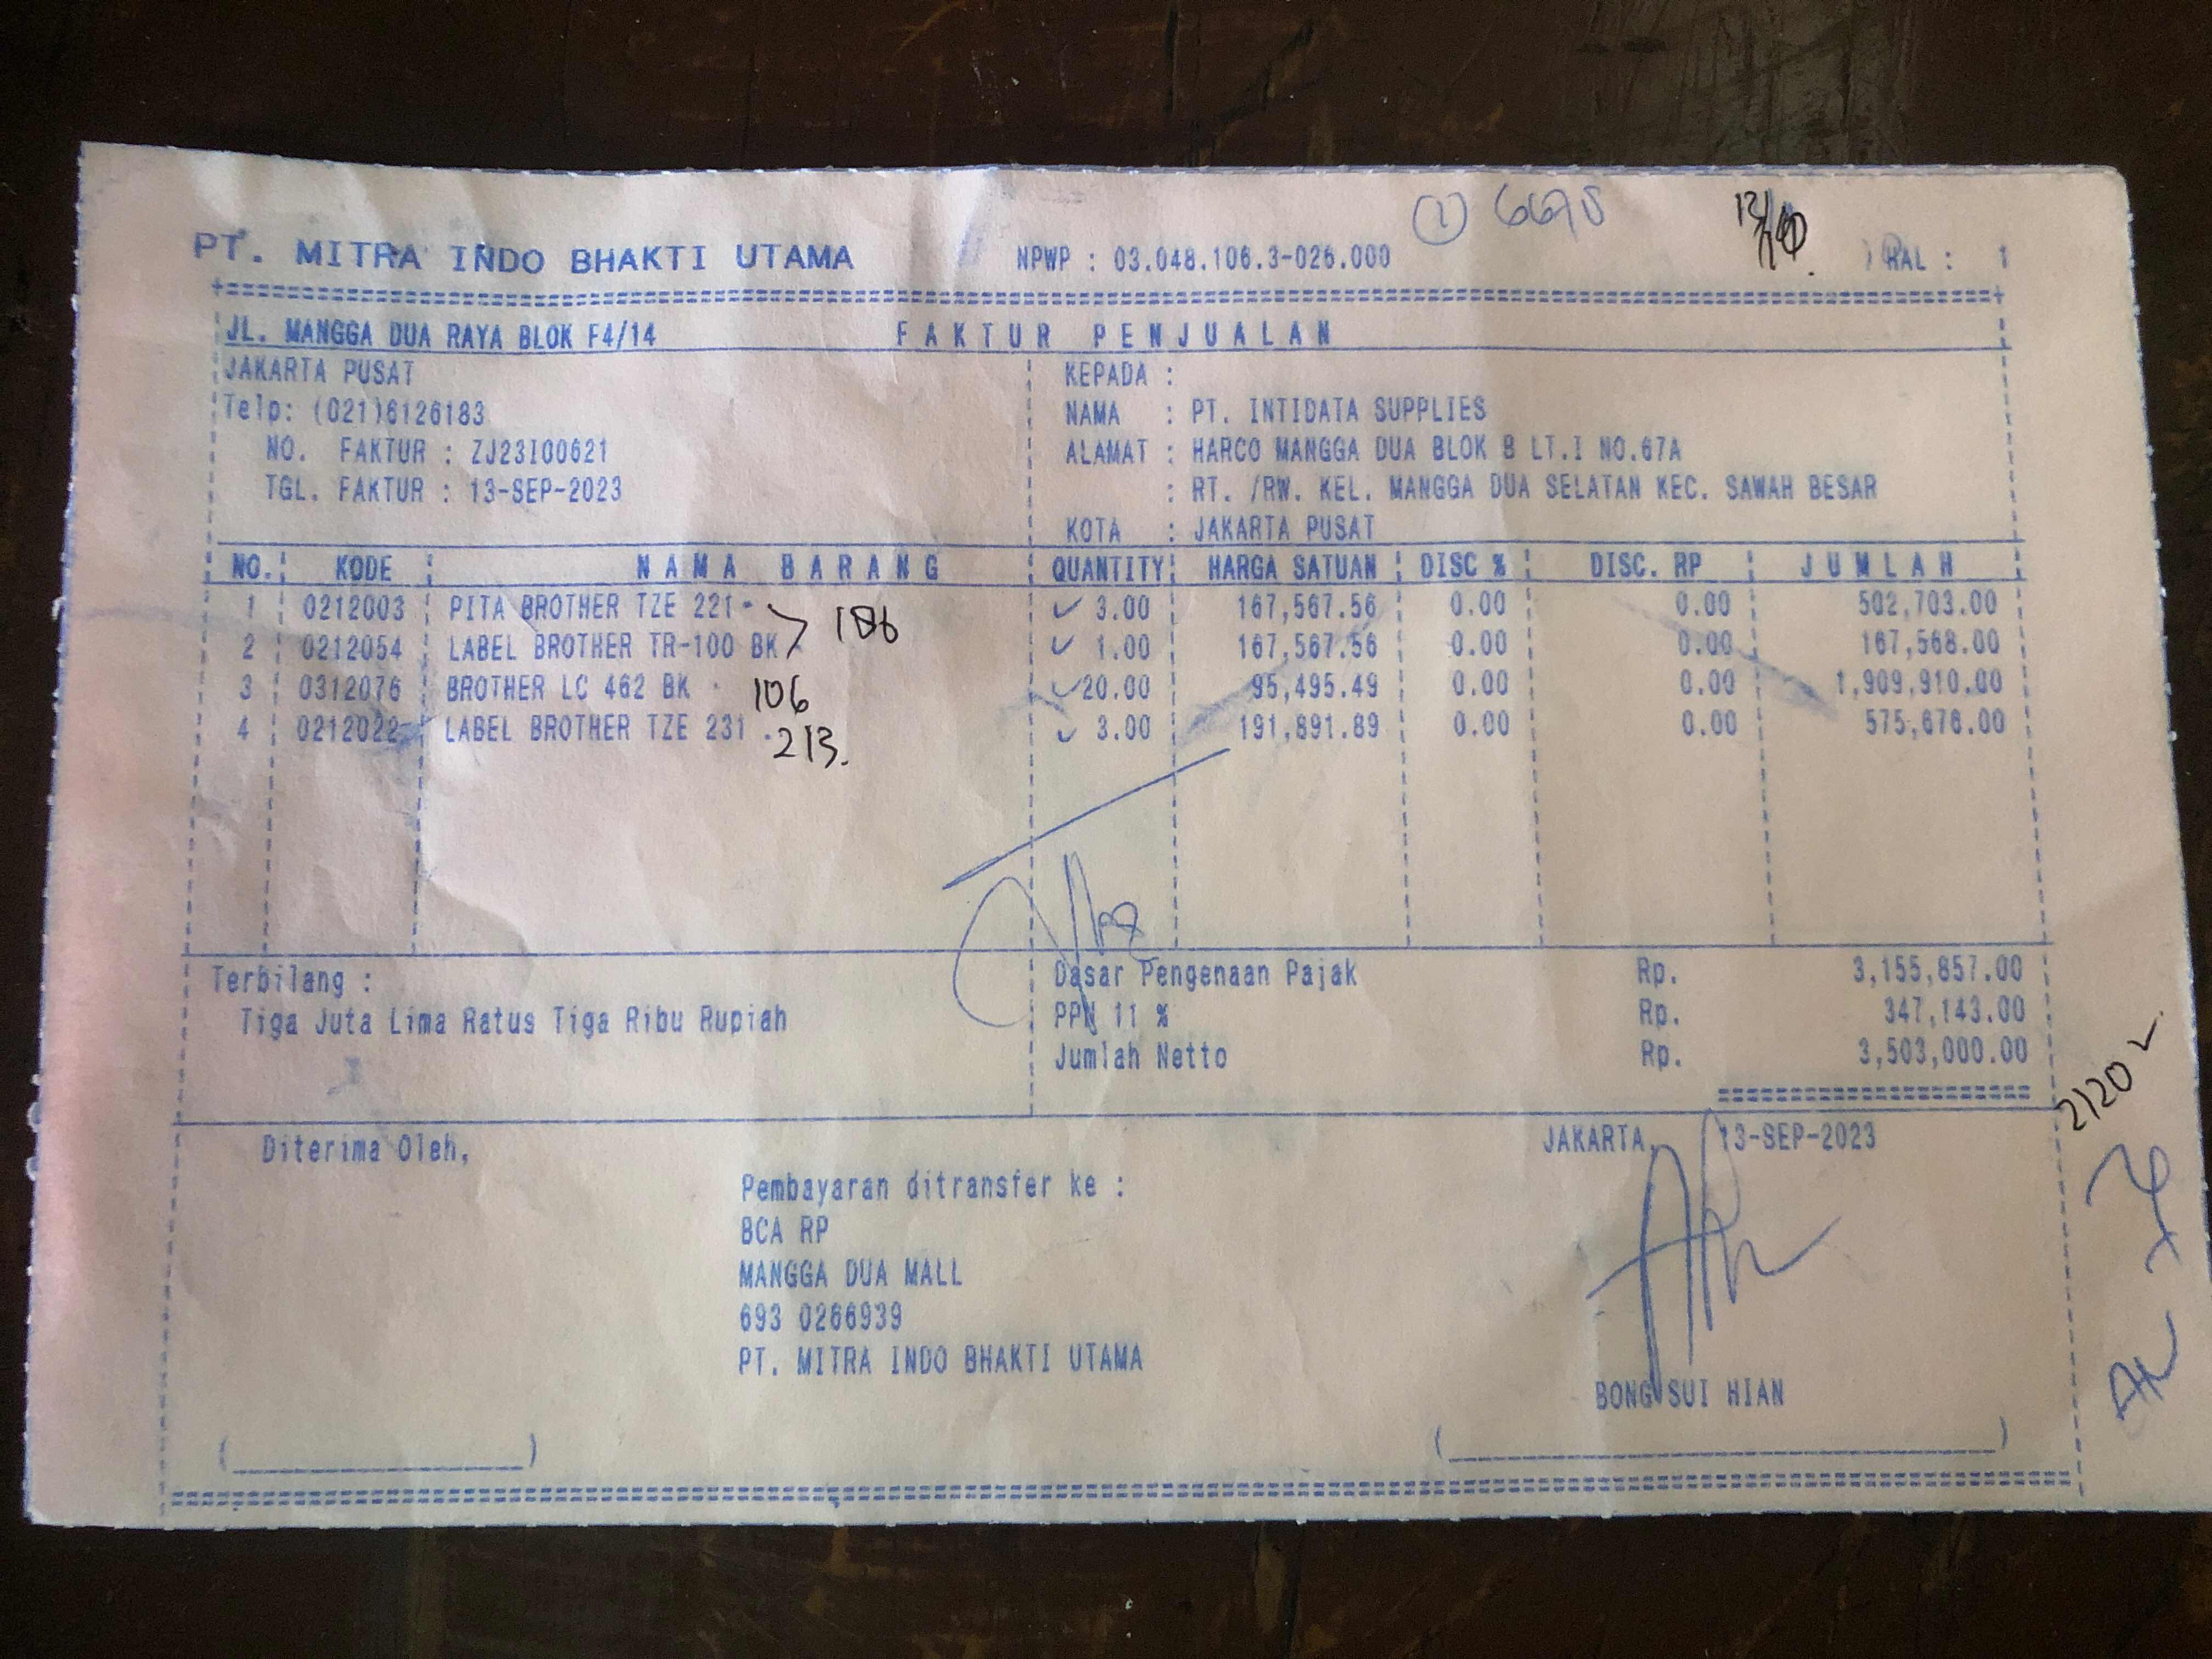 ① 6695
PT. MITRA INDO BHAKTI UTAMA NPWP : 03.048.106.3-026.000 HAL : 1
JL. MANGGA DUA RAYA BLOK F4/14 FAKTUR PENJUALAN
JAKARTA PUSAT KEPADA :
Telp: (021)6126183 NAMA : PT. INTIDATA SUPPLIES
NO. FAKTUR : ZJ23I00621 ALAMAT : HARCO MANGGA DUA BLOK B LT.I NO.67A
TGL. FAKTUR : 13-SEP-2023 : RT. /RW. KEL. MANGGA DUA SELATAN KEC. SAWAH BESAR
KOTA : JAKARTA PUSAT
NO. KODE NAMA BARANG QUANTITY HARGA SATUAN DISC % DISC. RP JUMLAH
1 0212003 PITA BROTHER TZE 221 3.00 167,567.56 0.00 0.00 502,703.00
186
2 0212054 LABEL BROTHER TR-100 BK 1.00 167,567.56 0.00 0.00 167,568.00
3 0312076 BROTHER LC 462 BK 106 20.00 95,495.49 0.00 0.00 1,909,910.00
4 0212022 LABEL BROTHER TZE 231 213. 3.00 191,891.89 0.00 0.00 575,676.00
Terbilang : Dasar Pengenaan Pajak Rp. 3,155,857.00
Tiga Juta Lima Ratus Tiga Ribu Rupiah PPN 11 % Rp. 347,143.00
Jumlah Netto Rp. 3,503,000.00
2120
Diterima Oleh, JAKARTA, 13-SEP-2023
Pembayaran ditransfer ke :
BCA RP
MANGGA DUA MALL
693 0266939
PT. MITRA INDO BHAKTI UTAMA
BONG SUI HIAN